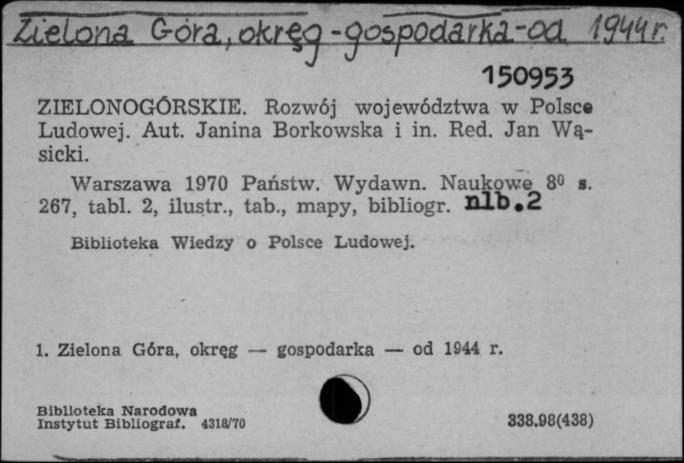 Zielona Góra, okręg - gospodarka - od 1944 r.
150953
ZIELONOGÓRSKIE. Rozwój województwa w Polsce
Ludowej. Aut. Janina Borkowska i in. Red. Jan Wą-
sicki.
Warszawa 1970 Państw. Wydawn. Naukowe 8⁰ s.
267, tabl. 2, ilustr., tab., mapy, bibliogr. nlb.2
Biblioteka Wiedzy o Polsce Ludowej.
1. Zielona Góra, okręg — gospodarka — od 1944 r.
Biblioteka Narodowa
Instytut Bibliograf. 4318/70
338.98(438)